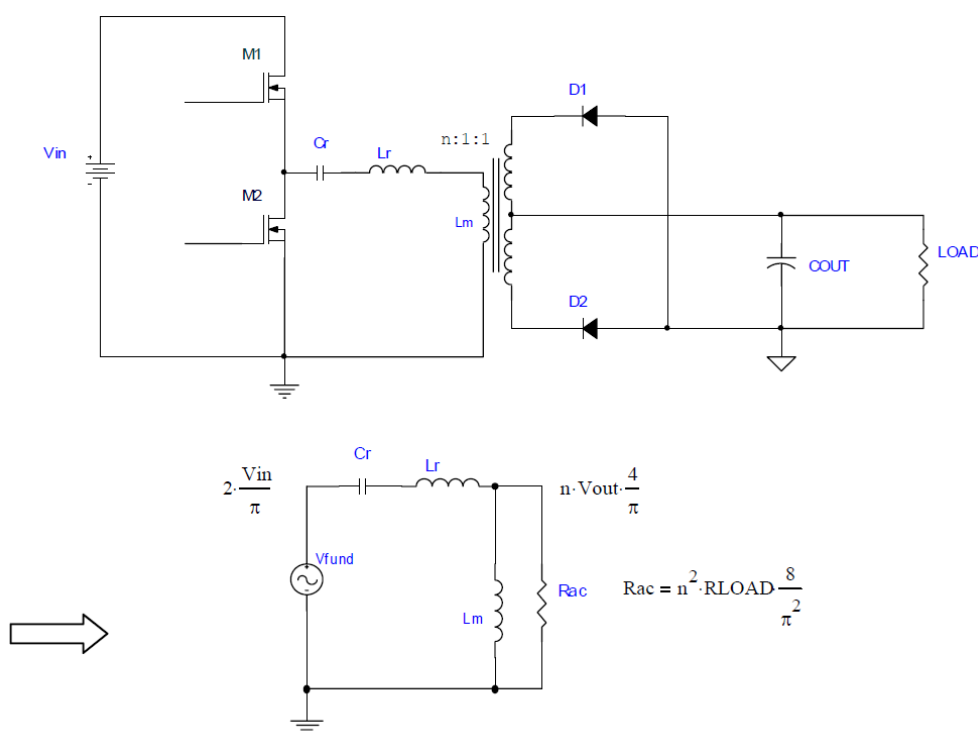 M1
D1
n:1:1
Cr
Lr
Vin
+
-
M2
Lm
LOAD
COUT
D2
Cr
Lr
2·Vin/π
n·Vout·4/π
Vfund
Rac
Rac = n²·RLOAD·8/π²
Lm